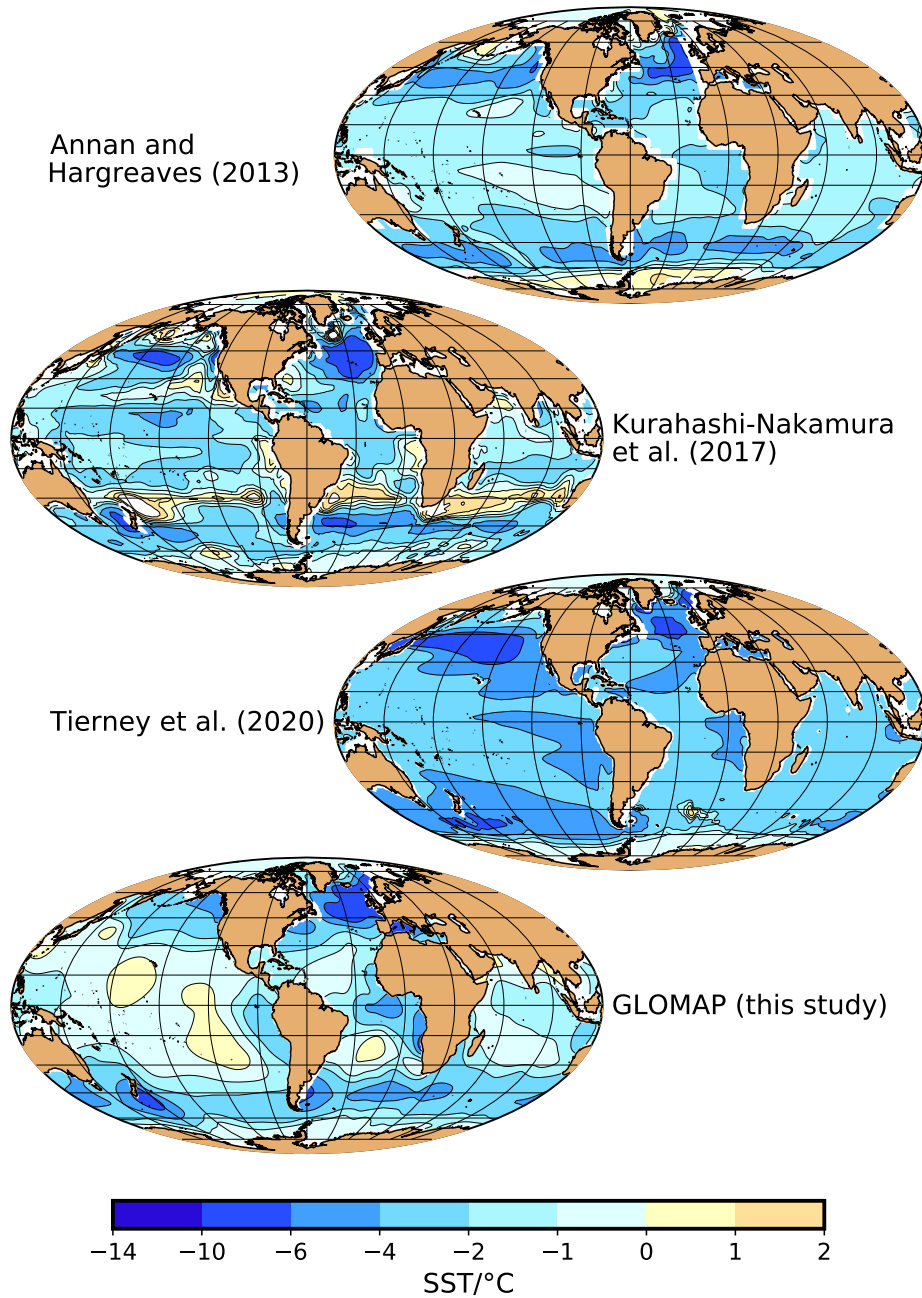 Annan and
Hargreaves (2013)
Kurahashi-Nakamura
et al. (2017)
Tierney et al. (2020)
GLOMAP (this study)
−14 −10 −6 −4 −2 −1 0 1 2
SST/°C